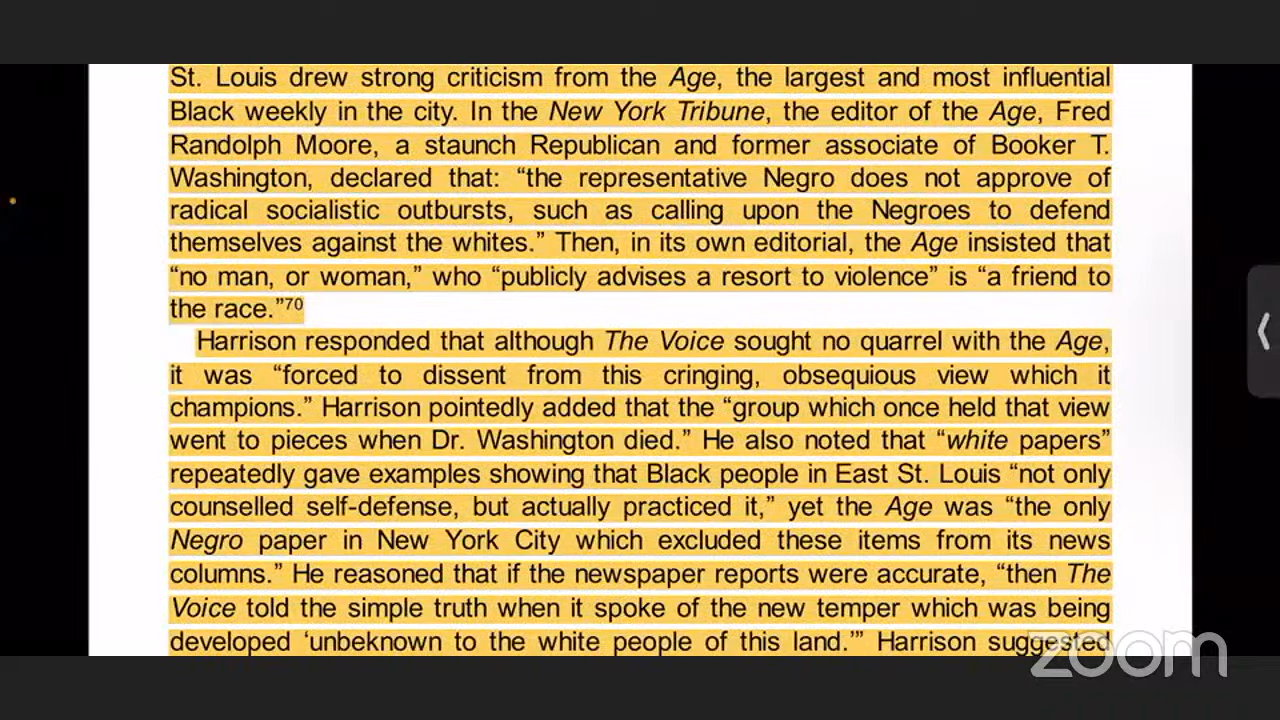 St. Louis drew strong criticism from the Age, the largest and most influential
Black weekly in the city. In the New York Tribune, the editor of the Age, Fred
Randolph Moore, a staunch Republican and former associate of Booker T.
Washington, declared that: “the representative Negro does not approve of
radical socialistic outbursts, such as calling upon the Negroes to defend
themselves against the whites.” Then, in its own editorial, the Age insisted that
“no man, or woman,” who “publicly advises a resort to violence” is “a friend to
the race.”70
Harrison responded that although The Voice sought no quarrel with the Age,
it was “forced to dissent from this cringing, obsequious view which it
champions.” Harrison pointedly added that the “group which once held that view
went to pieces when Dr. Washington died.” He also noted that “white papers”
repeatedly gave examples showing that Black people in East St. Louis “not only
counselled self-defense, but actually practiced it,” yet the Age was “the only
Negro paper in New York City which excluded these items from its news
columns.” He reasoned that if the newspaper reports were accurate, “then The
Voice told the simple truth when it spoke of the new temper which was being
developed ‘unbeknown to the white people of this land.’” Harrison suggested
zoom